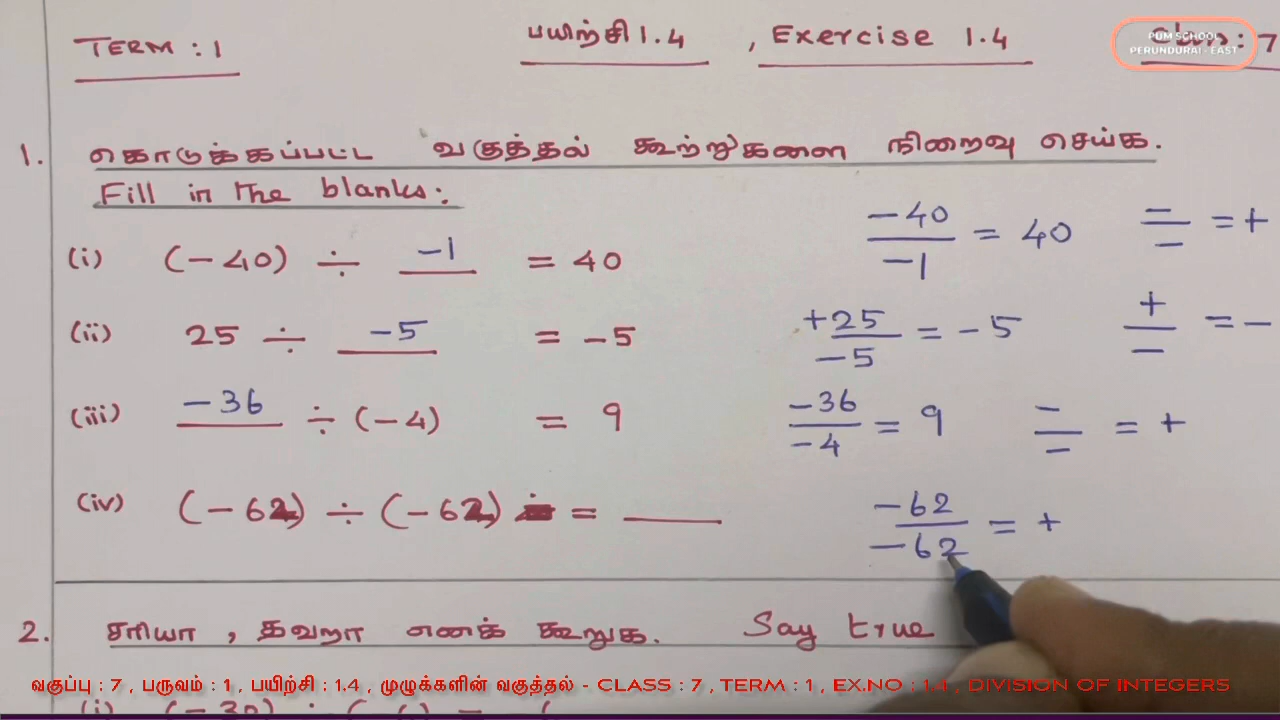 TERM : 1 பயிற்சி 1.4 , Exercise 1.4 : 7
PUM SCHOOL
PERUNDURAI - EAST
1. கொடுக்கப்பட்ட வகுத்தல் கூற்றுகளை நிறைவு செய்க.
Fill in the blanks:
(i) (-40) ÷ -1 = 40 -40/-1 = 40 -/- = +
(ii) 25 ÷ -5 = -5 +25/-5 = -5 +/- = -
(iii) -36 ÷ (-4) = 9 -36/-4 = 9 -/- = +
(iv) (-62) ÷ (-62) = ____ -62/-62 = +
2. சரியா , தவறா எனக் கூறுக. Say true
வகுப்பு : 7 , பருவம் : 1 , பயிற்சி : 1.4 , முழுக்களின் வகுத்தல் - CLASS : 7 , TERM : 1 , EX.NO : 1.4 , DIVISION OF INTEGERS